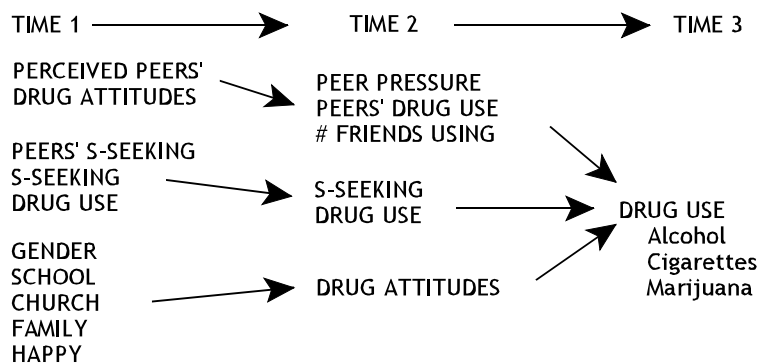 TIME 1
TIME 2
TIME 3
PERCEIVED PEERS'
DRUG ATTITUDES
PEERS' S-SEEKING
S-SEEKING
DRUG USE
GENDER
SCHOOL
CHURCH
FAMILY
HAPPY
PEER PRESSURE
PEERS' DRUG USE
# FRIENDS USING
S-SEEKING
DRUG USE
DRUG ATTITUDES
DRUG USE
Alcohol
Cigarettes
Marijuana